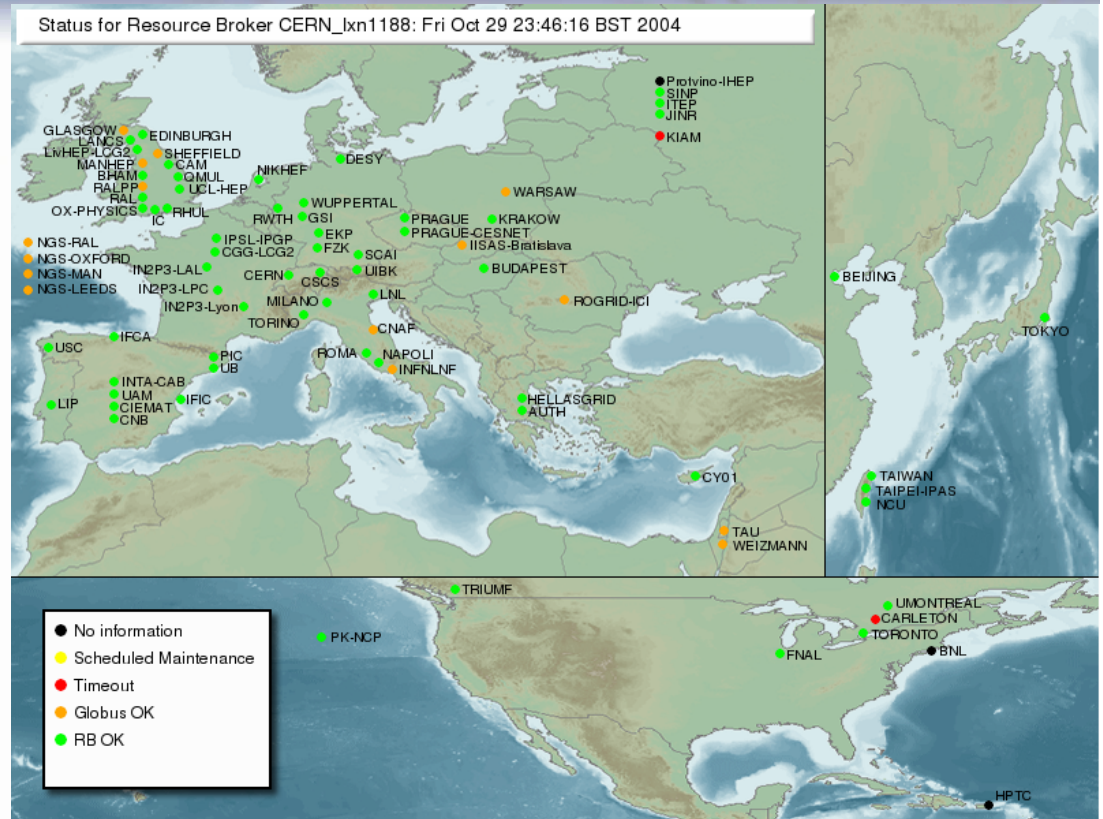 Status for Resource Broker CERN_lxn1188: Fri Oct 29 23:46:16 BST 2004
Protvino-IHEP
SINP
ITEP
JINR
KIAM
GLASGOW
EDINBURGH
LANCS
LivHEP-LCG2
SHEFFIELD
MANHEP
CAM
BHAM
QMUL
RALPP
UCL-HEP
RAL
OX-PHYSICS
IC
RHUL
NIKHEF
DESY
WARSAW
WUPPERTAL
RWTH
GSI
PRAGUE
KRAKOW
EKP
PRAGUE-CESNET
IISAS-Bratislava
FZK
SCAI
NGS-RAL
NGS-OXFORD
NGS-MAN
NGS-LEEDS
IPSL-IPGP
CGG-LCG2
IN2P3-LAL
CERN
CSCS
UIBK
BUDAPEST
IN2P3-LPC
IN2P3-Lyon
MILANO
LNL
ROGRID-ICI
TORINO
CNAF
IFCA
USC
PIC
UB
ROMA
NAPOLI
INFNLNF
INTA-CAB
UAM
IFIC
CIEMAT
LIP
CNB
HELLASGRID
AUTH
CY01
TAU
WEIZMANN
BEIJING
TOKYO
TAIWAN
TAIPEI-IPAS
NCU
TRIUMF
UMONTREAL
CARLETON
TORONTO
BNL
FNAL
PK-NCP
HPTC
No information
Scheduled Maintenance
Timeout
Globus OK
RB OK